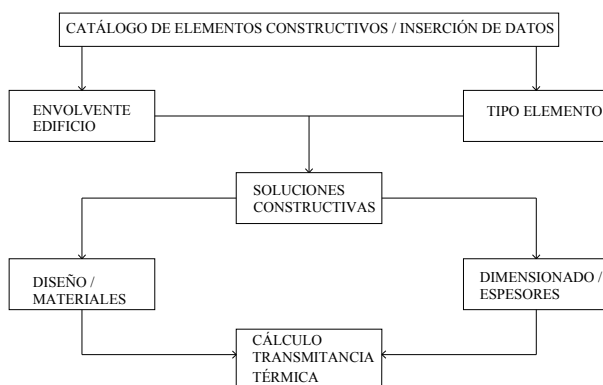 CATÁLOGO DE ELEMENTOS CONSTRUCTIVOS / INSERCIÓN DE DATOS
ENVOLVENTE
EDIFICIO
TIPO ELEMENTO
SOLUCIONES
CONSTRUCTIVAS
DISEÑO /
MATERIALES
DIMENSIONADO /
ESPESORES
CÁLCULO
TRANSMITANCIA
TÉRMICA